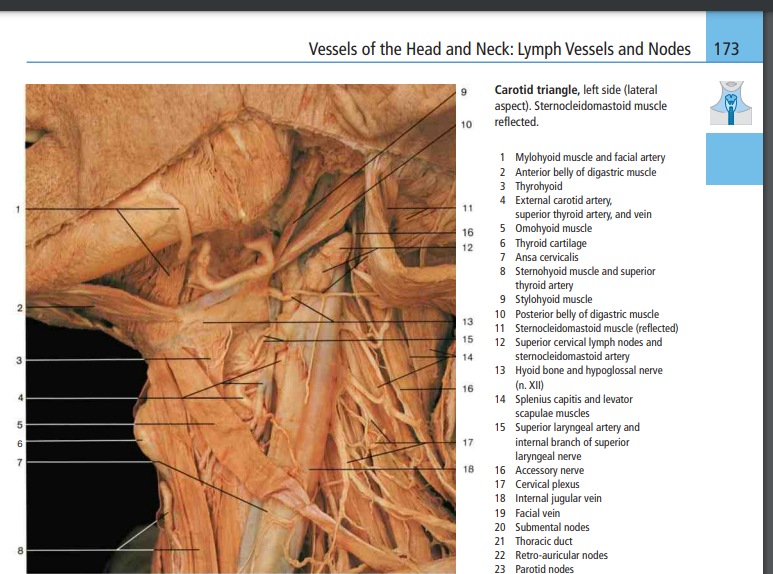 Vessels of the Head and Neck: Lymph Vessels and Nodes 173
Carotid triangle, left side (lateral
aspect). Sternocleidomastoid muscle
reflected.
1 Mylohyoid muscle and facial artery
2 Anterior belly of digastric muscle
3 Thyrohyoid
4 External carotid artery,
superior thyroid artery, and vein
5 Omohyoid muscle
6 Thyroid cartilage
7 Ansa cervicalis
8 Sternohyoid muscle and superior
thyroid artery
9 Stylohyoid muscle
10 Posterior belly of digastric muscle
11 Sternocleidomastoid muscle (reflected)
12 Superior cervical lymph nodes and
sternocleidomastoid artery
13 Hyoid bone and hypoglossal nerve
(n. XII)
14 Splenius capitis and levator
scapulae muscles
15 Superior laryngeal artery and
internal branch of superior
laryngeal nerve
16 Accessory nerve
17 Cervical plexus
18 Internal jugular vein
19 Facial vein
20 Submental nodes
21 Thoracic duct
22 Retro-auricular nodes
23 Parotid nodes
1
2
3
4
5
6
7
8
9
10
11
16
12
13
15
14
16
17
18